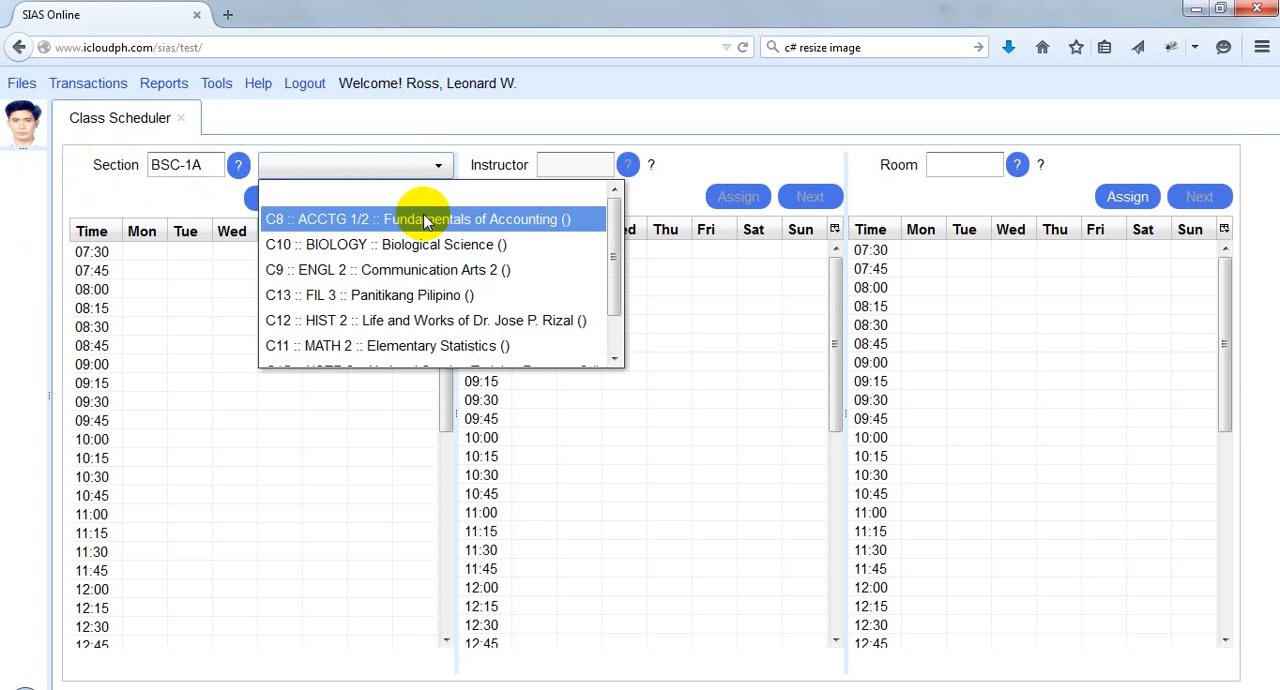 SIAS Online
www.icloudph.com/sias/test/
c# resize image
Files Transactions Reports Tools Help Logout Welcome! Ross, Leonard W.
Class Scheduler
Section BSC-1A ? Instructor ? ? Room ? ?
Assign Next Assign Next
C8 :: ACCTG 1/2 :: Fundamentals of Accounting ()
C10 :: BIOLOGY :: Biological Science ()
C9 :: ENGL 2 :: Communication Arts 2 ()
C13 :: FIL 3 :: Panitikang Pilipino ()
C12 :: HIST 2 :: Life and Works of Dr. Jose P. Rizal ()
C11 :: MATH 2 :: Elementary Statistics ()
Time Mon Tue Wed Thu Fri Sat Sun Time Mon Tue Wed Thu Fri Sat Sun
07:30 07:30
07:45 07:45
08:00 08:00
08:15 08:15
08:30 08:30
08:45 08:45
09:00 09:00
09:15 09:15 09:15
09:30 09:30 09:30
09:45 09:45 09:45
10:00 10:00 10:00
10:15 10:15 10:15
10:30 10:30 10:30
10:45 10:45 10:45
11:00 11:00 11:00
11:15 11:15 11:15
11:30 11:30 11:30
11:45 11:45 11:45
12:00 12:00 12:00
12:15 12:15 12:15
12:30 12:30 12:30
12:45 12:45 12:45